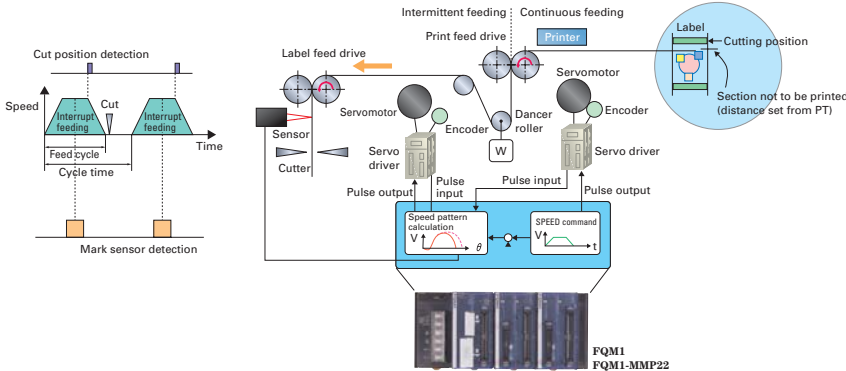 Cut position detection
Speed
Cut
Interrupt
feeding
Interrupt
feeding
Time
Feed cycle
Cycle time
Mark sensor detection
Intermittent feeding
Continuous feeding
Print feed drive
Printer
Label feed drive
Label
Cutting position
Section not to be printed
(distance set from PT)
Servomotor
Encoder
Servomotor
Encoder
Dancer
roller
W
Sensor
Cutter
Servo
driver
Servo driver
Pulse output
Pulse
input
Pulse input
Pulse output
Speed pattern
calculation
V
θ
SPEED command
V
t
FQM1
FQM1-MMP22